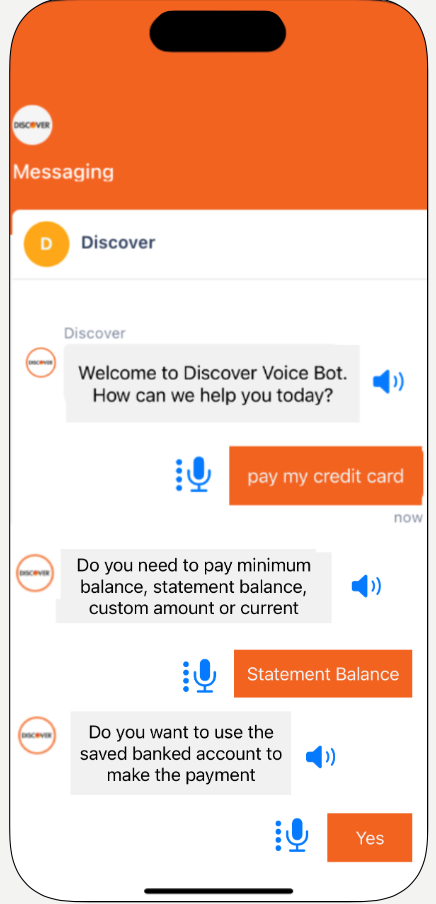 DISCOVER
Messaging
D
Discover
Discover
DISCOVER
Welcome to Discover Voice Bot.
How can we help you today?
pay my credit card
now
DISCOVER
Do you need to pay minimum
balance, statement balance,
custom amount or current
Statement Balance
DISCOVER
Do you want to use the
saved banked account to
make the payment
Yes